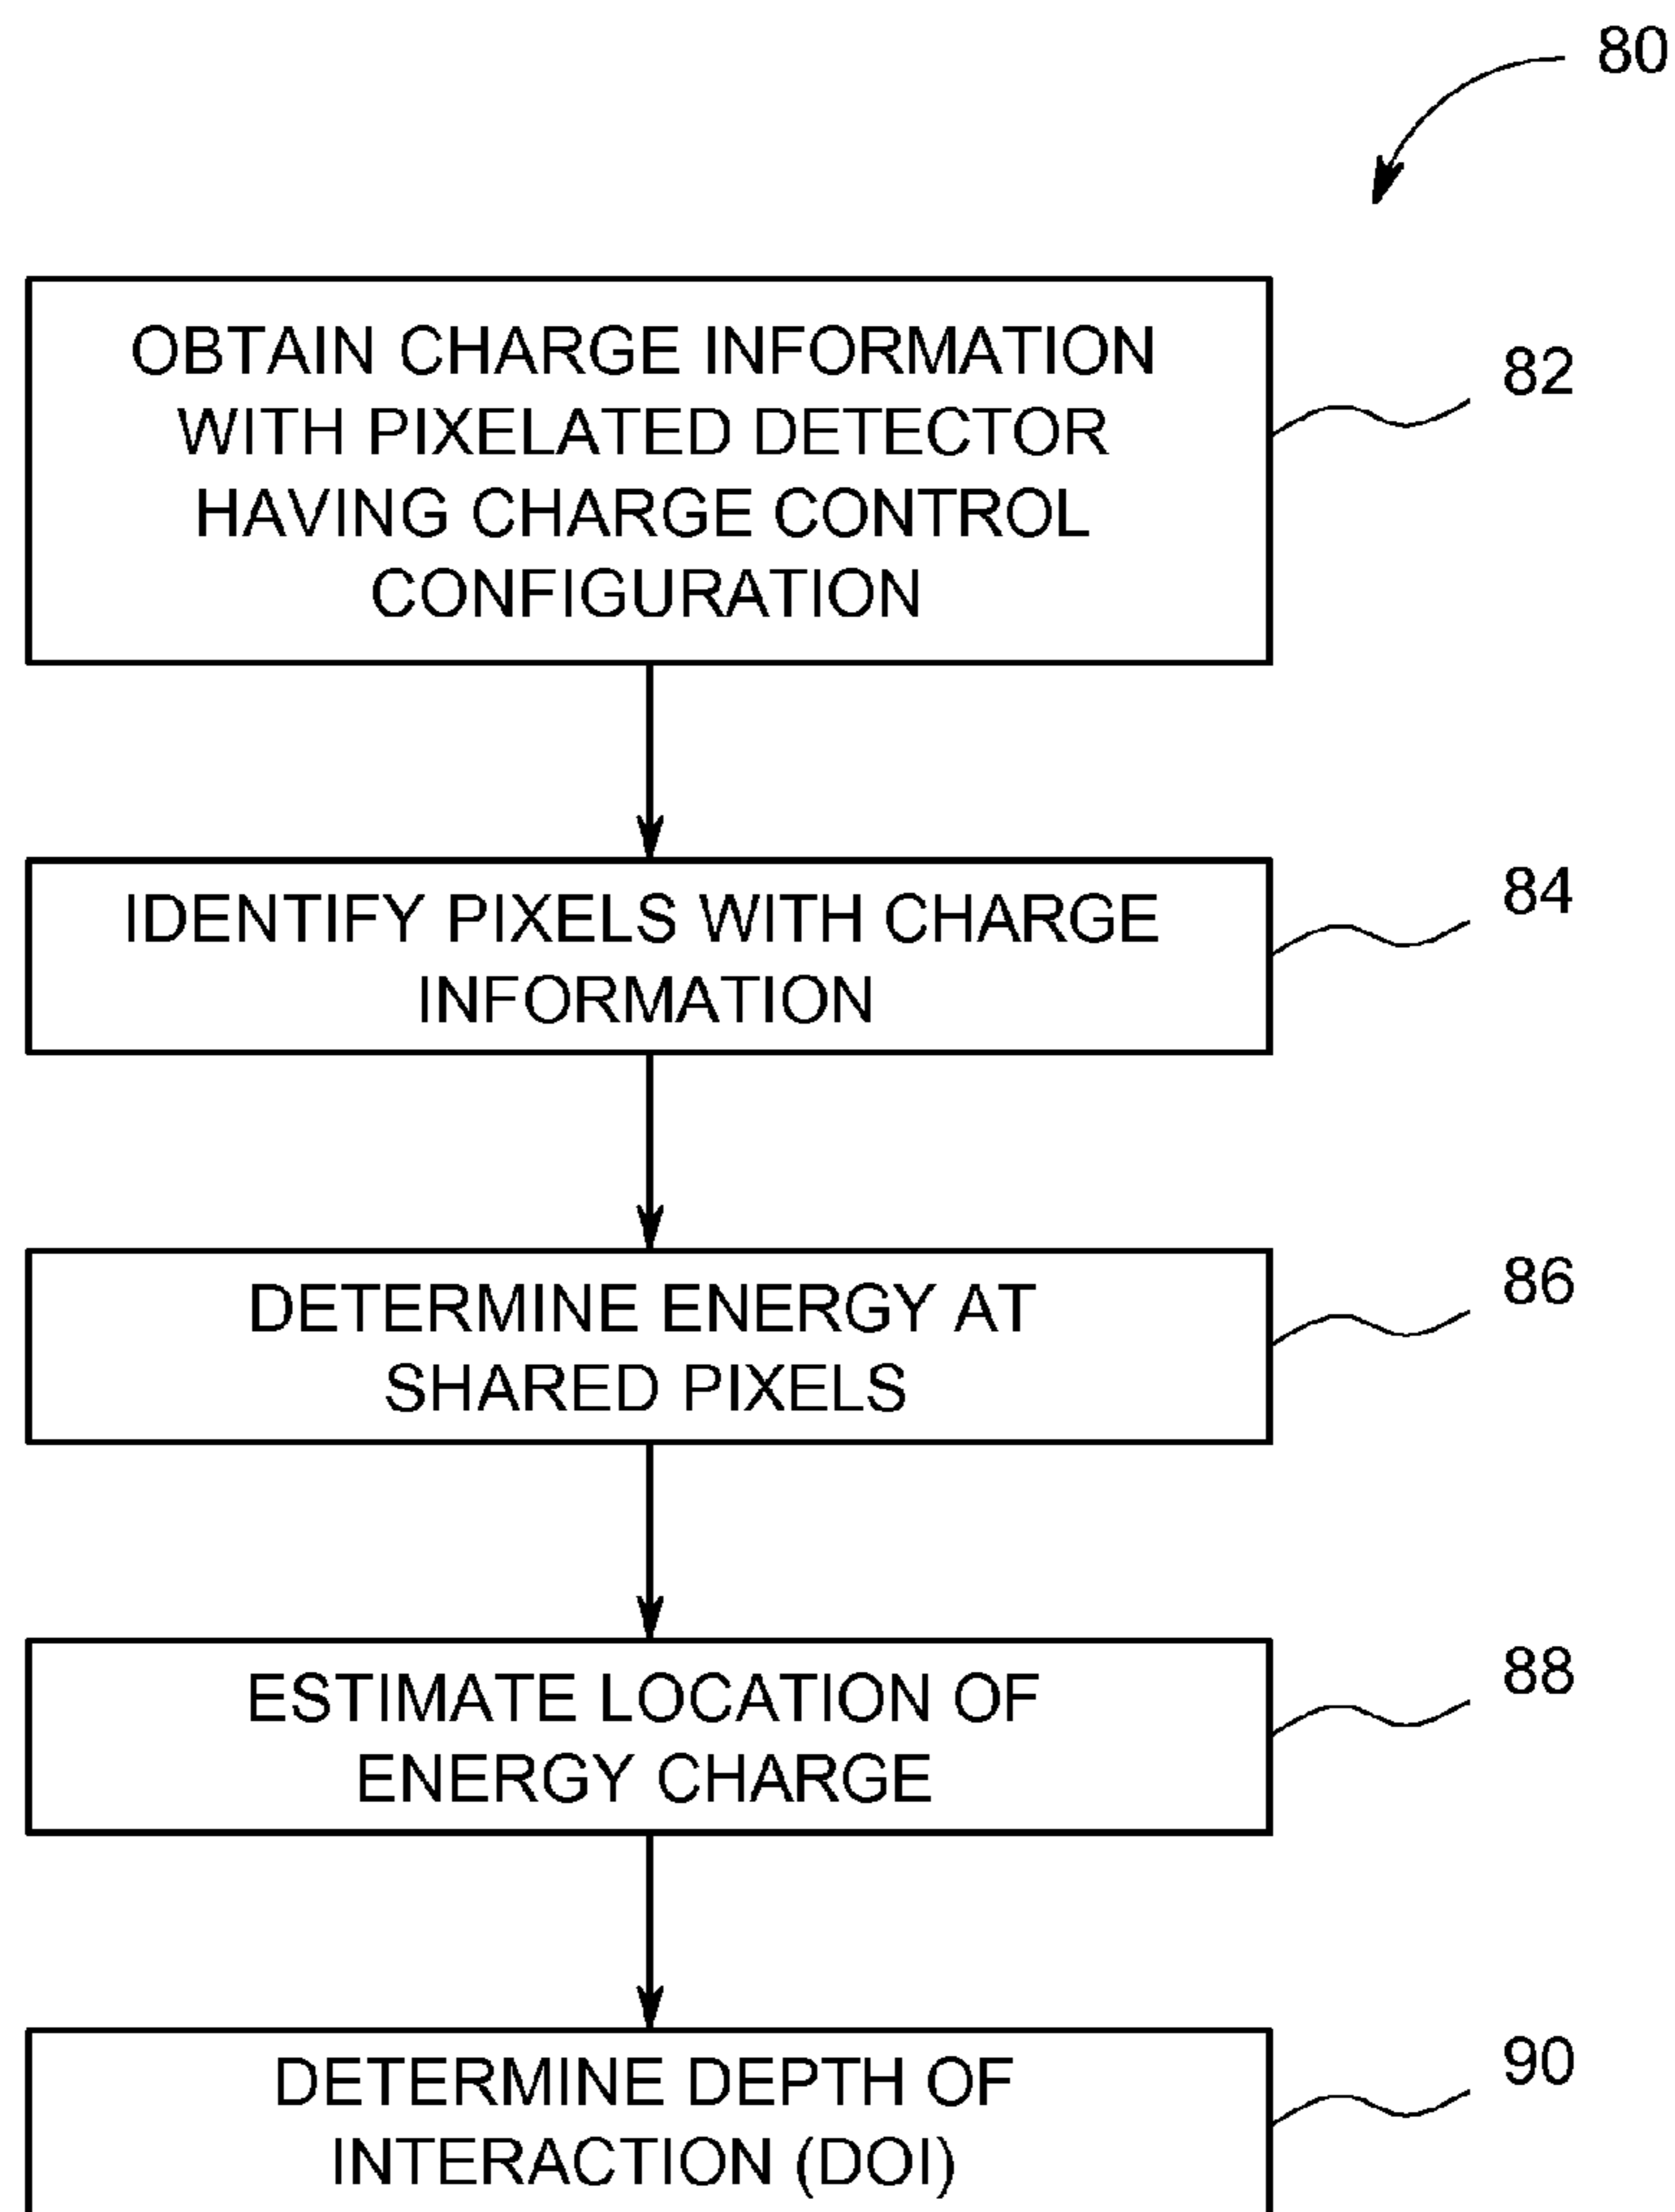 80
OBTAIN CHARGE INFORMATION
WITH PIXELATED DETECTOR
HAVING CHARGE CONTROL
CONFIGURATION
82
IDENTIFY PIXELS WITH CHARGE
INFORMATION
84
DETERMINE ENERGY AT
SHARED PIXELS
86
ESTIMATE LOCATION OF
ENERGY CHARGE
88
DETERMINE DEPTH OF
INTERACTION (DOI)
90